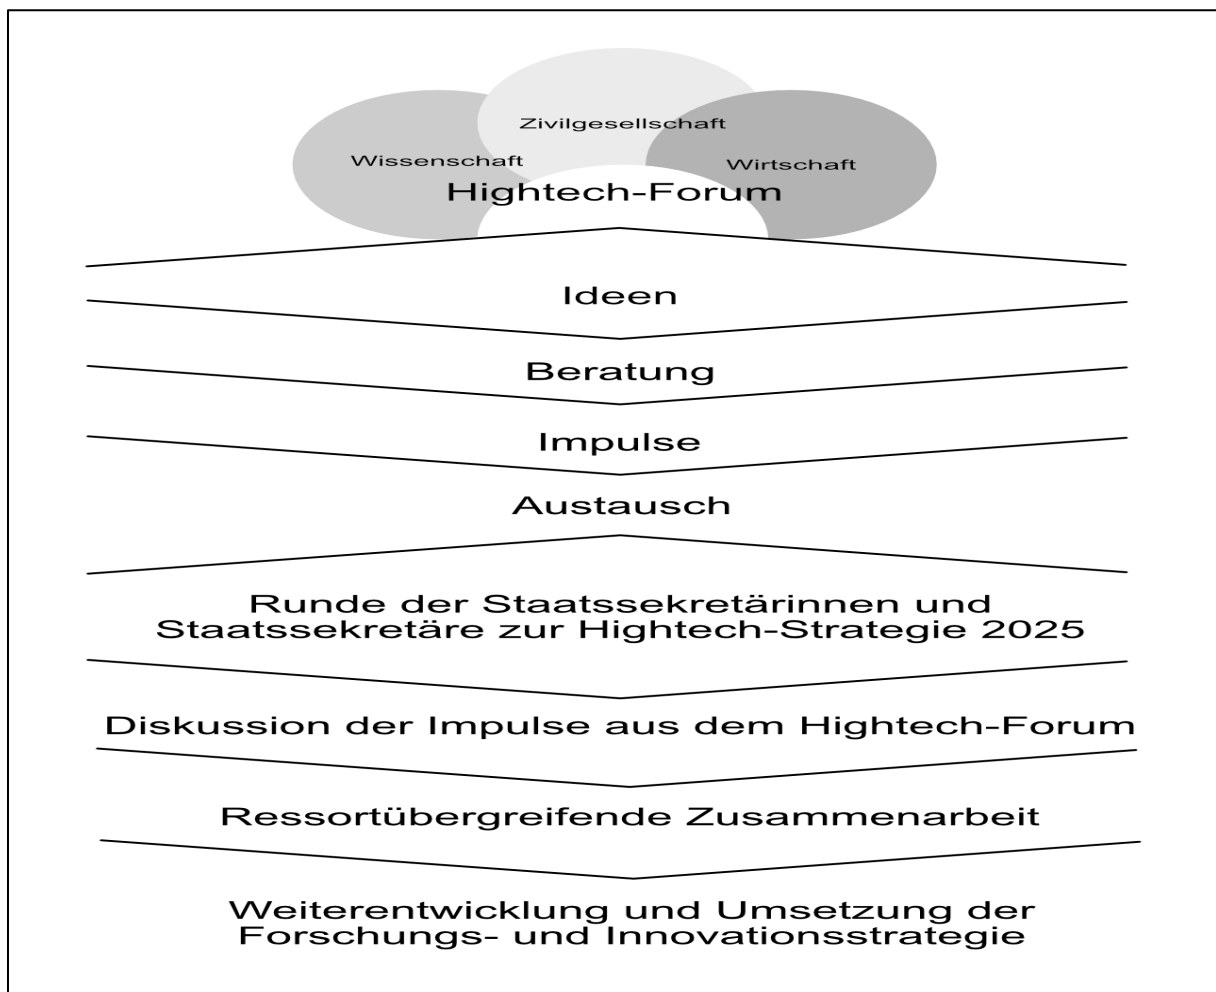 Zivilgesellschaft
Wissenschaft
Wirtschaft
Hightech-Forum
Ideen
Beratung
Impulse
Austausch
Runde der Staatssekretärinnen und
Staatssekretäre zur Hightech-Strategie 2025
Diskussion der Impulse aus dem Hightech-Forum
Ressortübergreifende Zusammenarbeit
Weiterentwicklung und Umsetzung der
Forschungs- und Innovationsstrategie